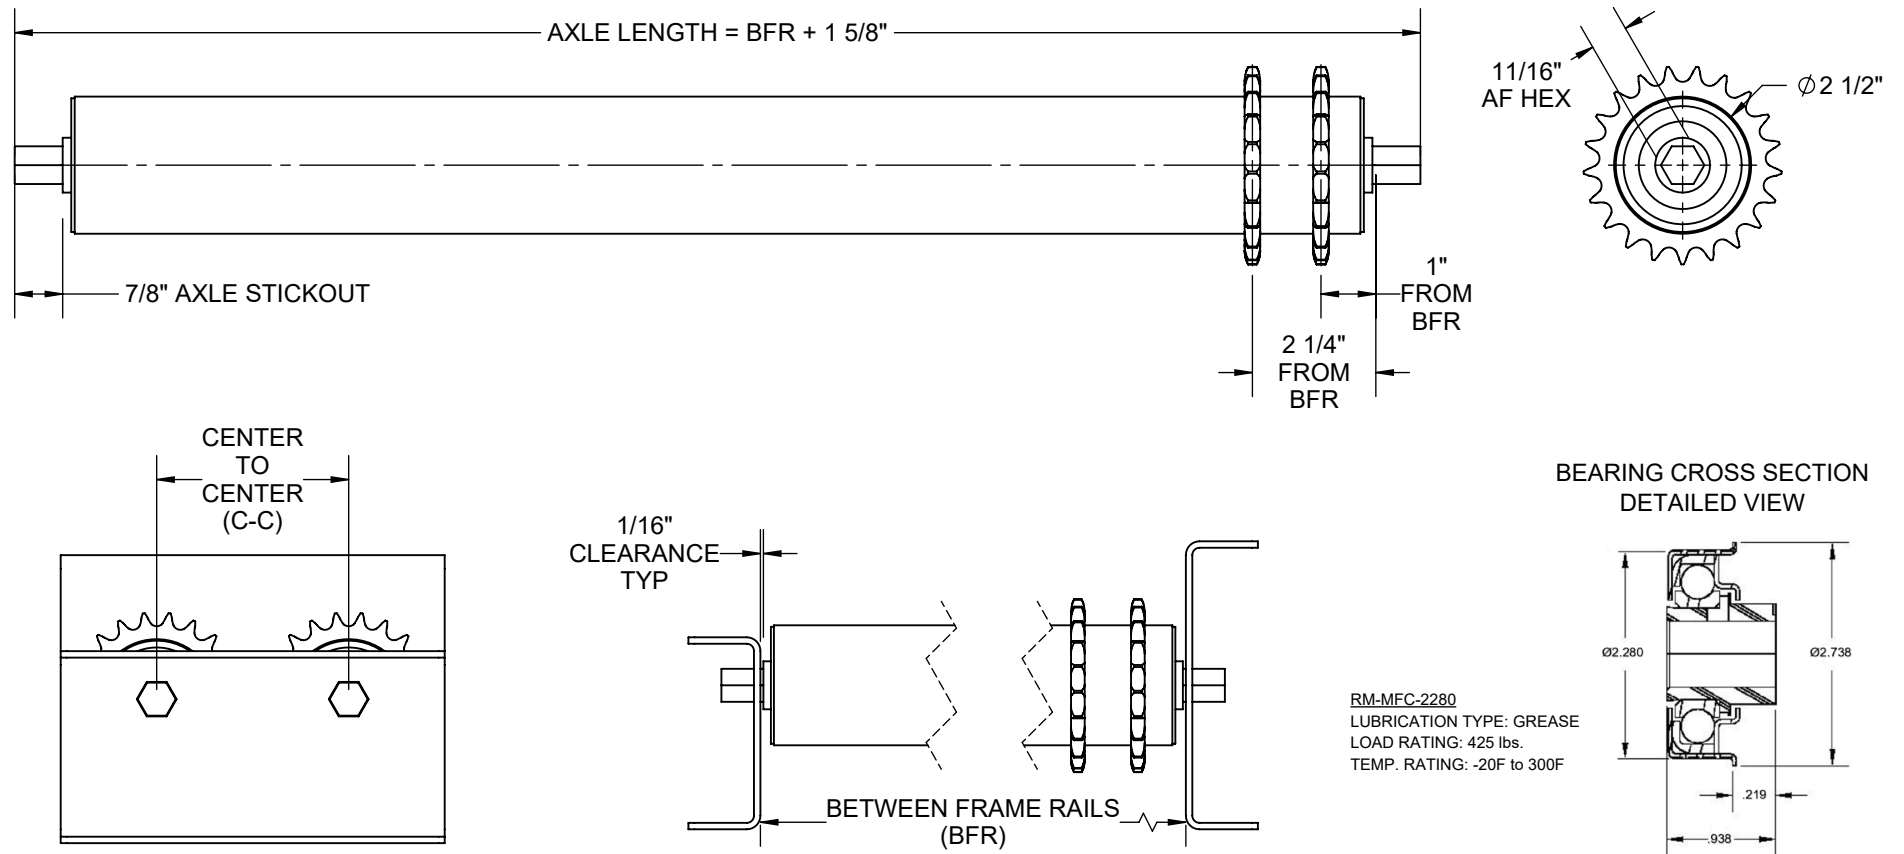 AXLE LENGTH = BFR + 1 5/8"
11/16"
AF HEX
Ø2 1/2"
7/8" AXLE STICKOUT
1"
FROM
BFR
2 1/4"
FROM
BFR
CENTER
TO
CENTER
(C-C)
1/16"
CLEARANCE
TYP
BETWEEN FRAME RAILS
(BFR)
RM-MFC-2280
LUBRICATION TYPE: GREASE
LOAD RATING: 425 lbs.
TEMP. RATING: -20F to 300F
BEARING CROSS SECTION
DETAILED VIEW
Ø2.280
Ø2.738
.219
.938